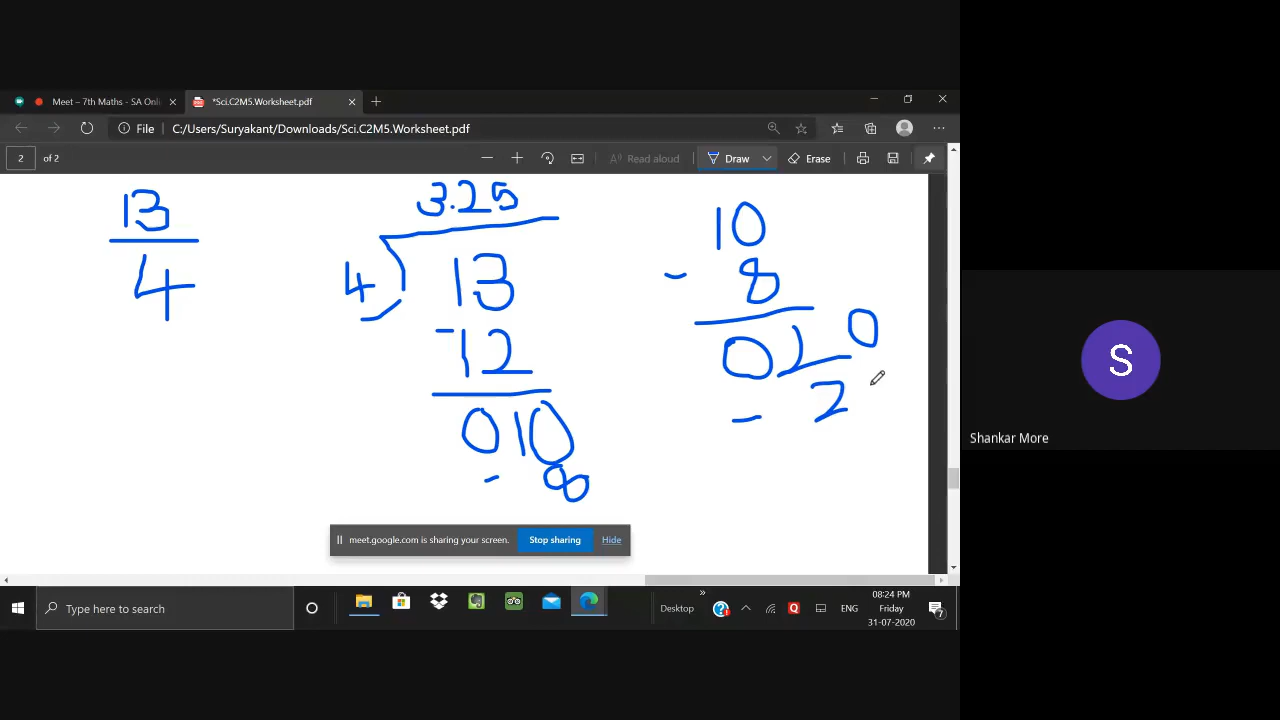 Meet – 7th Maths - SA Onli
*Sci.C2M5.Worksheet.pdf
File
C:/Users/Suryakant/Downloads/Sci.C2M5.Worksheet.pdf
2 of 2
Read aloud
Draw
Erase
13
4
3.25
4
13
- 12
010
- 8
10
- 8
02 0
- 2
S
Shankar More
meet.google.com is sharing your screen.
Stop sharing
Hide
Type here to search
Desktop
»
ENG
08:24 PM
Friday
31-07-2020
7